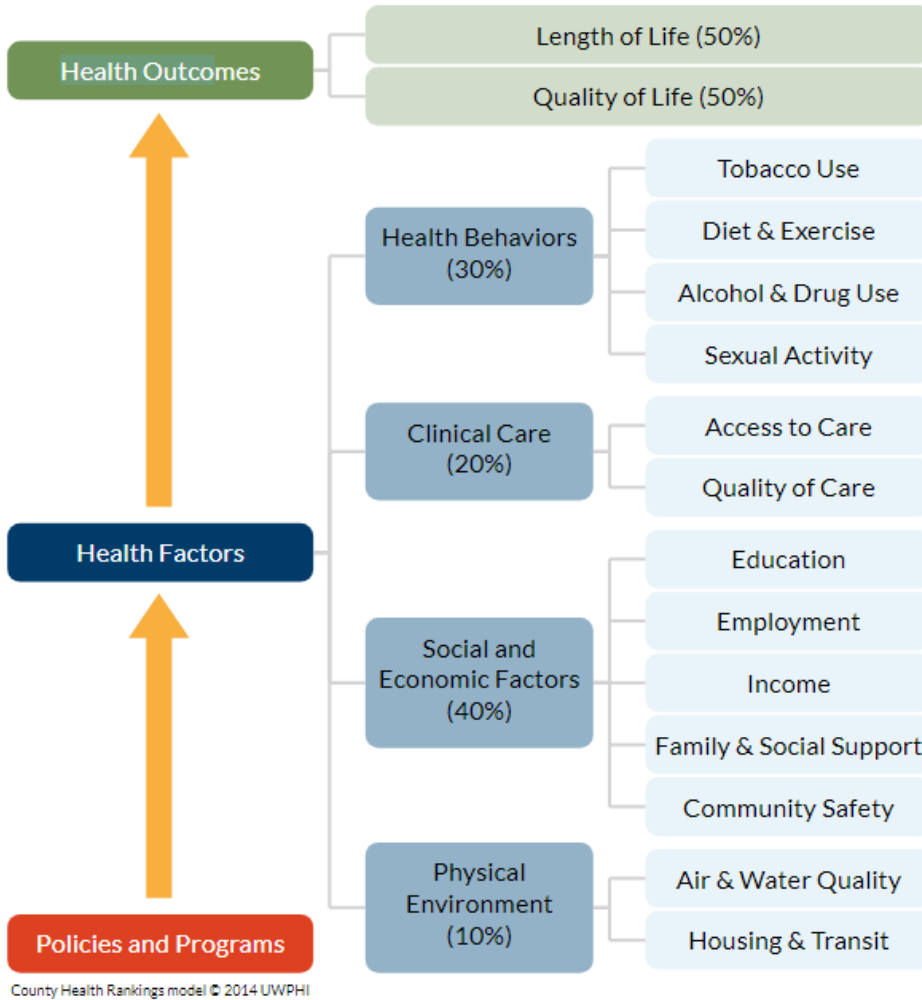 Health Outcomes
Length of Life (50%)
Quality of Life (50%)
Health Behaviors
(30%)
Tobacco Use
Diet & Exercise
Alcohol & Drug Use
Sexual Activity
Clinical Care
(20%)
Access to Care
Quality of Care
Health Factors
Social and
Economic Factors
(40%)
Education
Employment
Income
Family & Social Support
Community Safety
Physical
Environment
(10%)
Air & Water Quality
Housing & Transit
Policies and Programs
County Health Rankings model © 2014 UWPHI